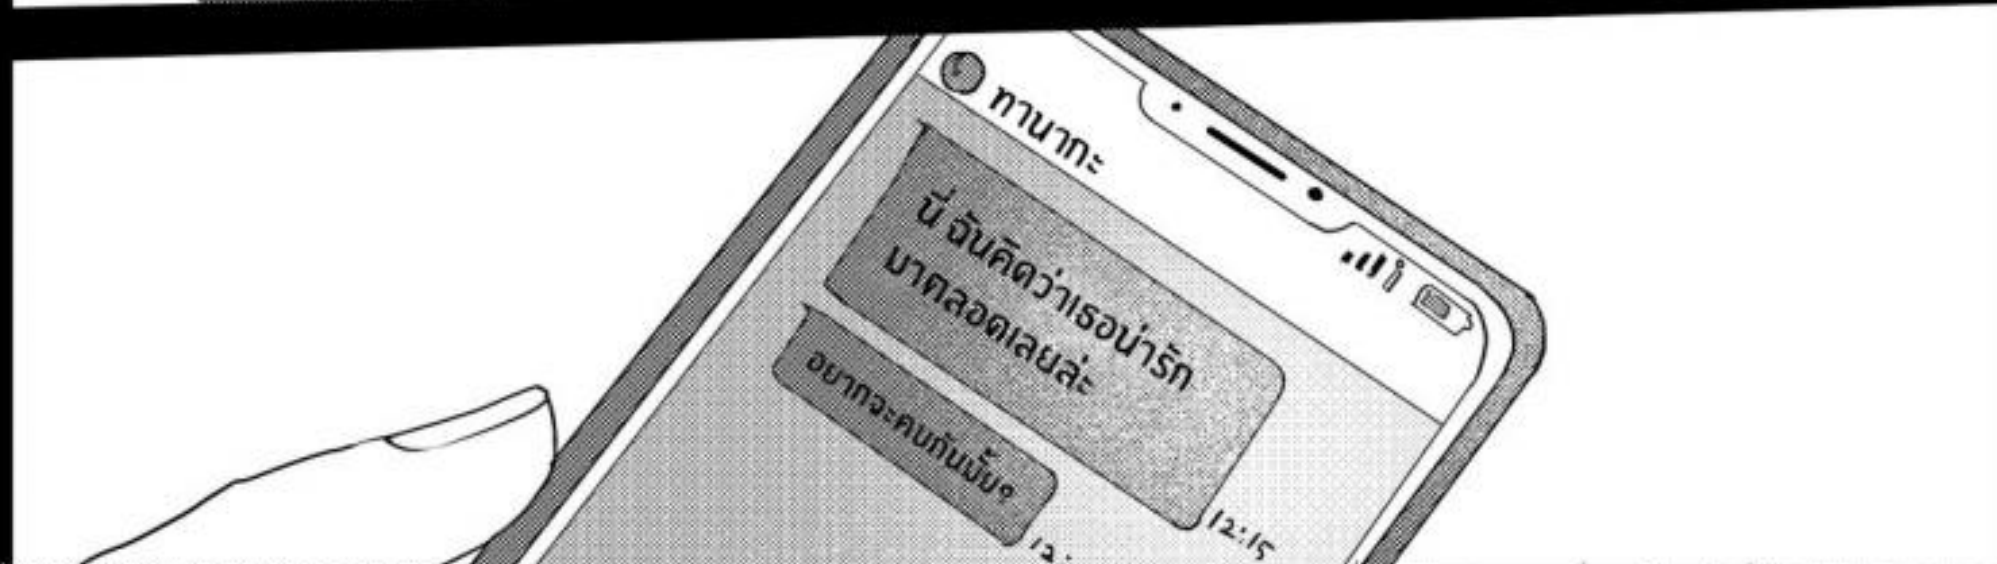 ทานากะ
นี่ ฉันคิดว่าเธอน่ารัก
มาตลอดเลยล่ะ
12:15
อยากจะคบกันมั้ย?
12: